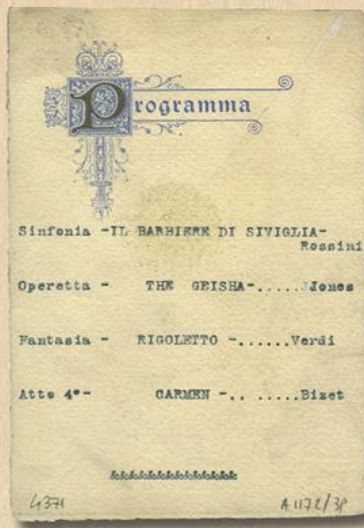 Programma
Sinfonia -IL BARBIERE DI SIVIGLIA-
Rossini
Operetta - THE GEISHA-.....Jones
Fantasia - RIGOLETTO -......Verdi
Atto 4°- CARMEN -.. .....Bizet
4371
A.1172/38